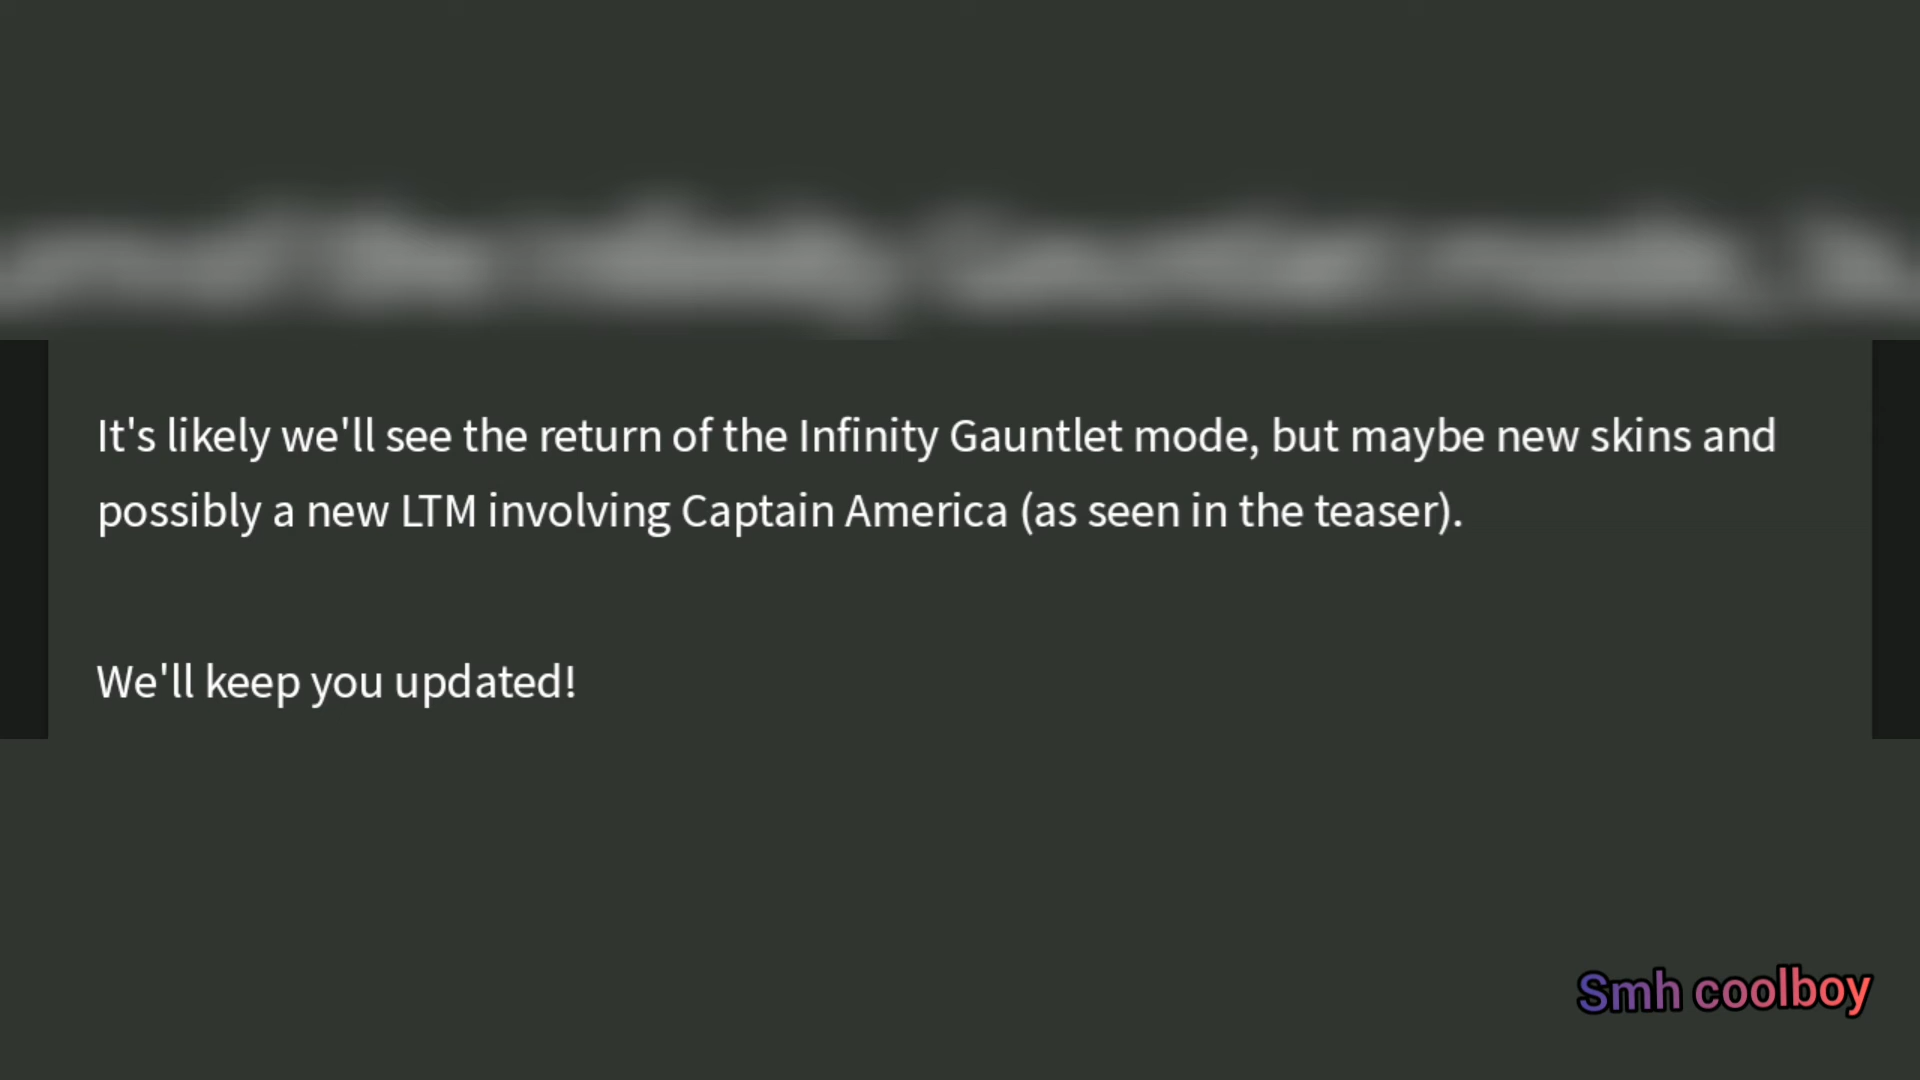 It's likely we'll see the return of the Infinity Gauntlet mode, but maybe new skins and
possibly a new LTM involving Captain America (as seen in the teaser).
We'll keep you updated!
Smh coolboy